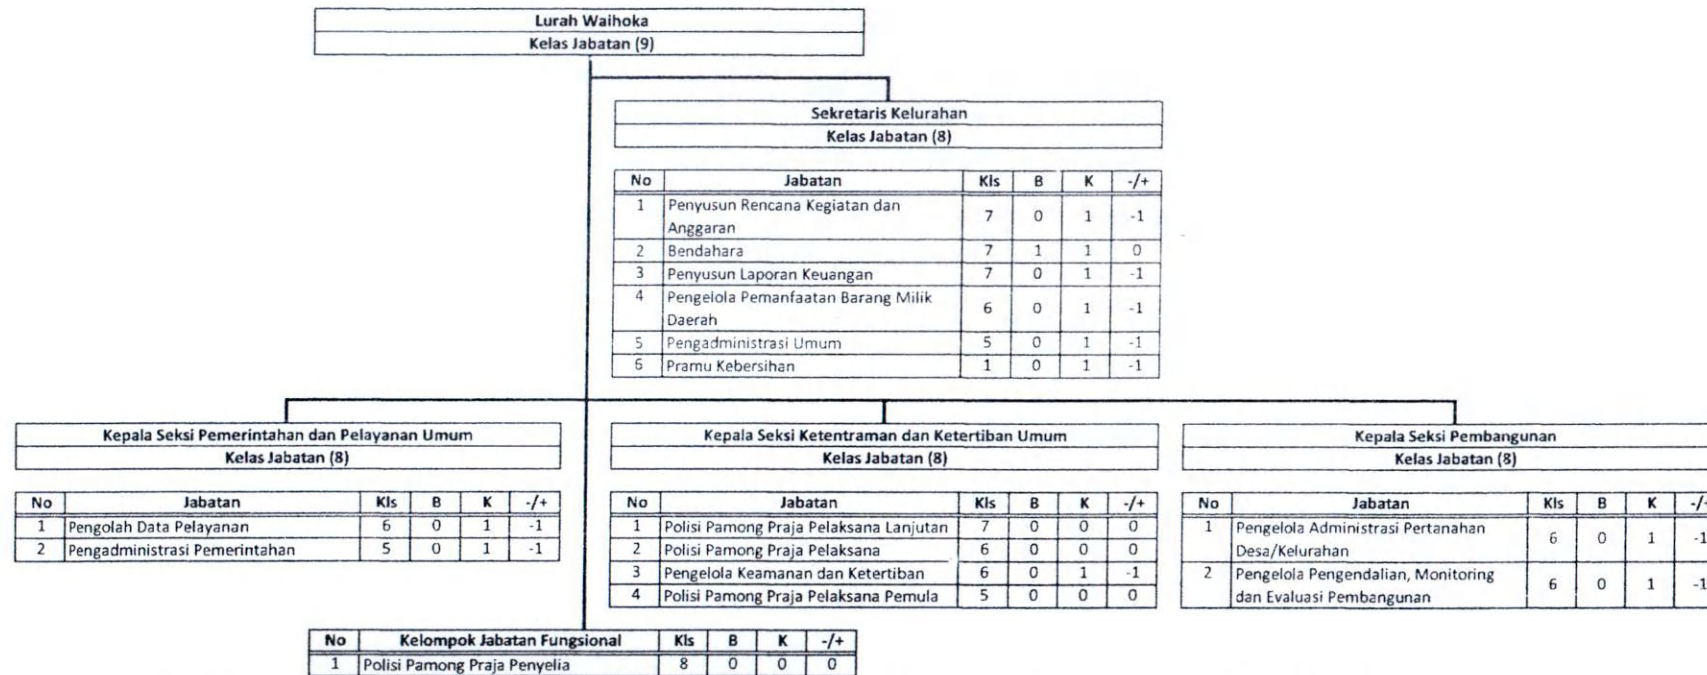 Lurah Waihoka
Kelas Jabatan (9)
Sekretaris Kelurahan
Kelas Jabatan (8)
No Jabatan Kls B K -/+
1 Penyusun Rencana Kegiatan dan
Anggaran 7 0 1 -1
2 Bendahara 7 1 1 0
3 Penyusun Laporan Keuangan 7 0 1 -1
4 Pengelola Pemanfaatan Barang Milik
Daerah 6 0 1 -1
5 Pengadministrasi Umum 5 0 1 -1
6 Pramu Kebersihan 1 0 1 -1
Kepala Seksi Pemerintahan dan Pelayanan Umum
Kelas Jabatan (8)
No Jabatan Kls B K -/+
1 Pengolah Data Pelayanan 6 0 1 -1
2 Pengadministrasi Pemerintahan 5 0 1 -1
Kepala Seksi Ketentraman dan Ketertiban Umum
Kelas Jabatan (8)
No Jabatan Kls B K -/+
1 Polisi Pamong Praja Pelaksana Lanjutan 7 0 0 0
2 Polisi Pamong Praja Pelaksana 6 0 0 0
3 Pengelola Keamanan dan Ketertiban 6 0 1 -1
4 Polisi Pamong Praja Pelaksana Pemula 5 0 0 0
Kepala Seksi Pembangunan
Kelas Jabatan (8)
No Jabatan Kls B K -/+
1 Pengelola Administrasi Pertanahan
Desa/Kelurahan 6 0 1 -1
2 Pengelola Pengendalian, Monitoring
dan Evaluasi Pembangunan 6 0 1 -1
No Kelompok Jabatan Fungsional Kls B K -/+
1 Polisi Pamong Praja Penyelia 8 0 0 0